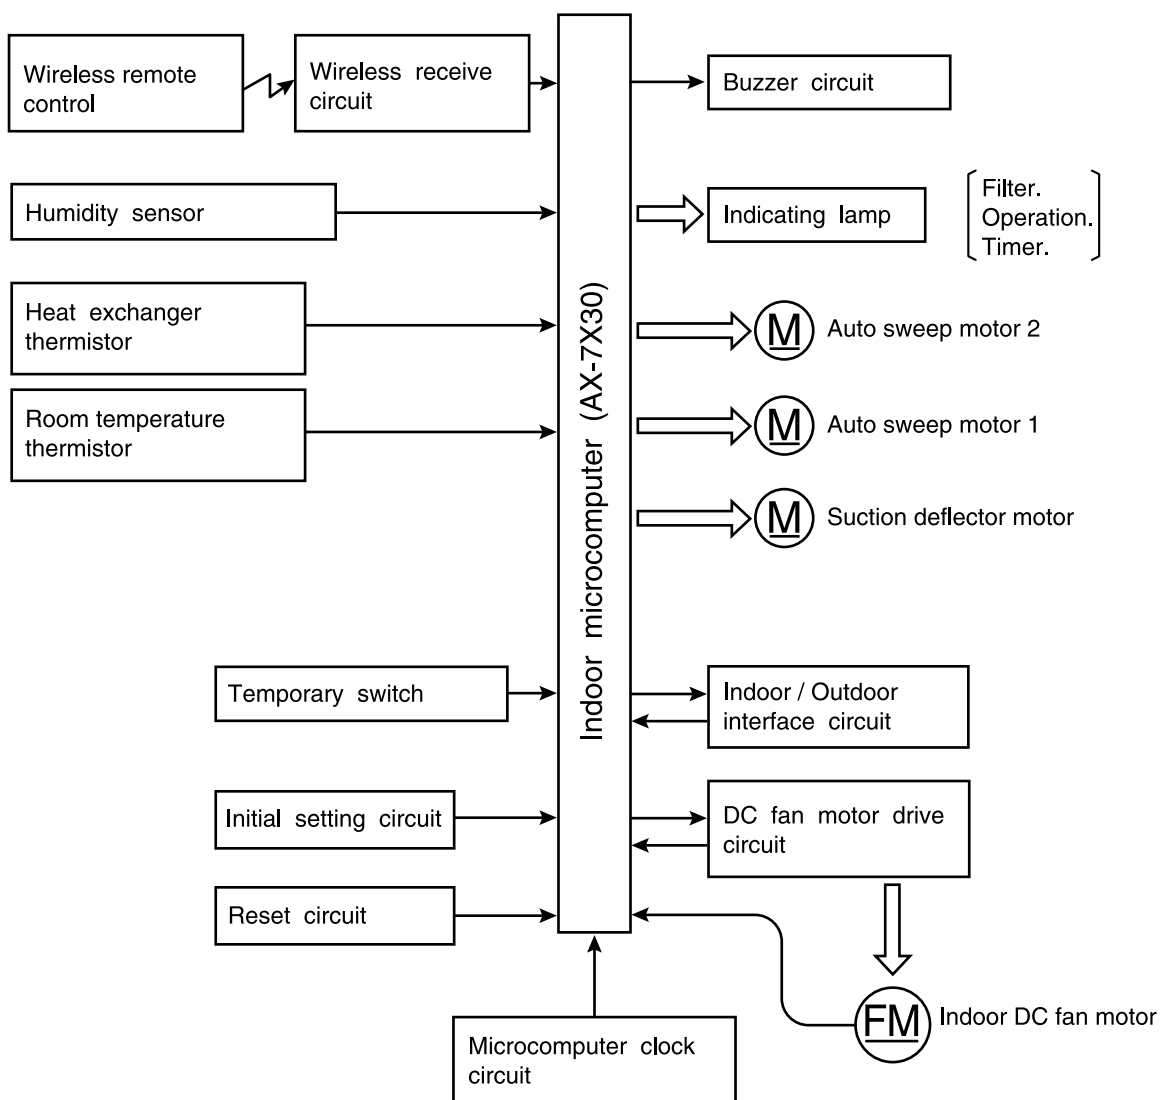 Wireless remote
control
Wireless receive
circuit
Buzzer circuit
Humidity sensor
Indicating lamp
Filter.
Operation.
Timer.
Heat exchanger
thermistor
M
Auto sweep motor 2
Room temperature
thermistor
M
Auto sweep motor 1
M
Suction deflector motor
Indoor microcomputer (AX-7X30)
Temporary switch
Indoor / Outdoor
interface circuit
Initial setting circuit
DC fan motor drive
circuit
Reset circuit
FM
Indoor DC fan motor
Microcomputer clock
circuit